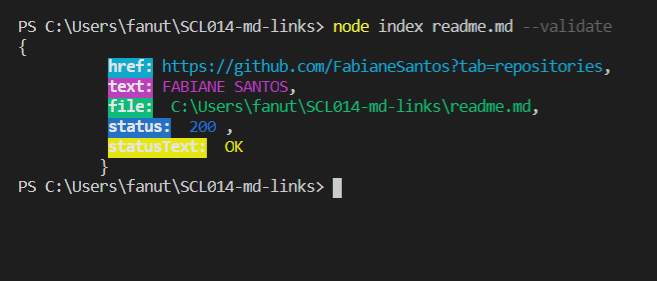 PS C:\Users\fanut\SCL014-md-links> node index readme.md --validate
{
href: https://github.com/FabianeSantos?tab=repositories,
text: FABIANE SANTOS,
file:  C:\Users\fanut\SCL014-md-links\readme.md,
status:  200 ,
statusText:  OK
}
PS C:\Users\fanut\SCL014-md-links>